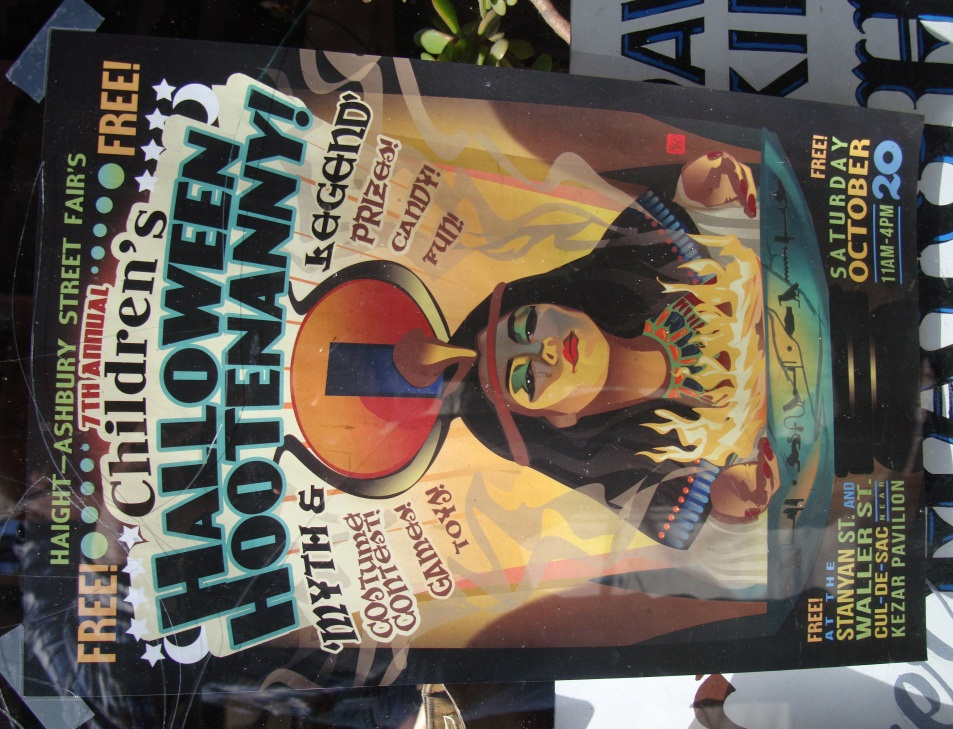 HAIGHT-ASHBURY STREET FAIR'S
FREE! 7TH ANNUAL FREE!
Children's
HALLOWEEN
HOOTENANNY!
MYTH & LEGEND
COSTUME CONTEST!
GAMES!
TOYS!
PRIZES!
CANDY!
FUN!
FREE!
AT THE
STANYAN ST. AND
WALLER ST.
CUL-DE-SAC NEAR
KEZAR PAVILION
FREE!
SATURDAY
OCTOBER 20
11AM-4PM